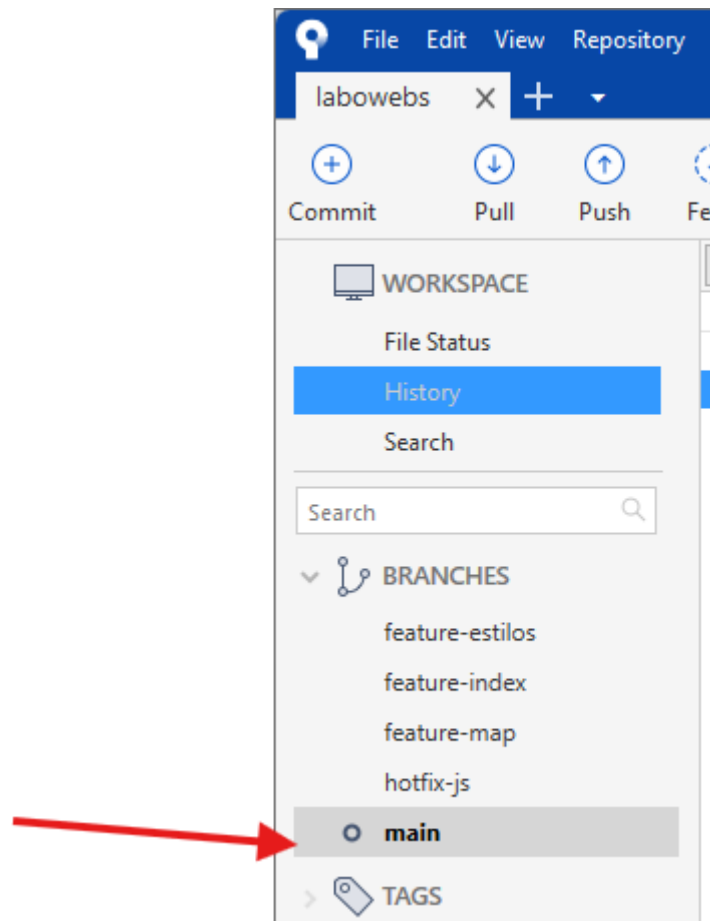 File Edit View Repository
labowebs
Commit Pull Push Fe
WORKSPACE
File Status
History
Search
Search
BRANCHES
feature-estilos
feature-index
feature-map
hotfix-js
main
TAGS